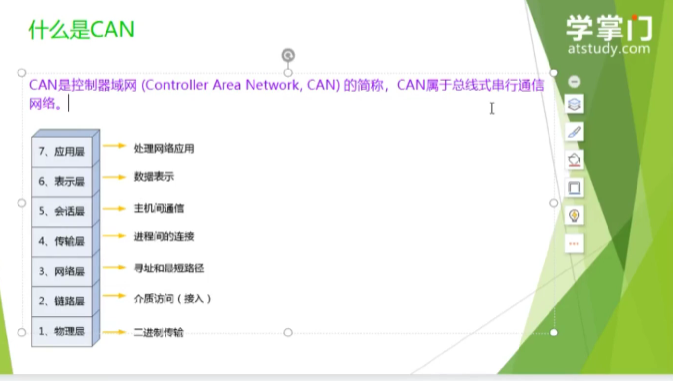 什么是CAN
学掌门
atstudy.com
CAN是控制器域网 (Controller Area Network, CAN) 的简称，CAN属于总线式串行通信
网络。
7、应用层 处理网络应用
6、表示层 数据表示
5、会话层 主机间通信
4、传输层 进程间的连接
3、网络层 寻址和最短路径
2、链路层 介质访问（接入）
1、物理层 二进制传输